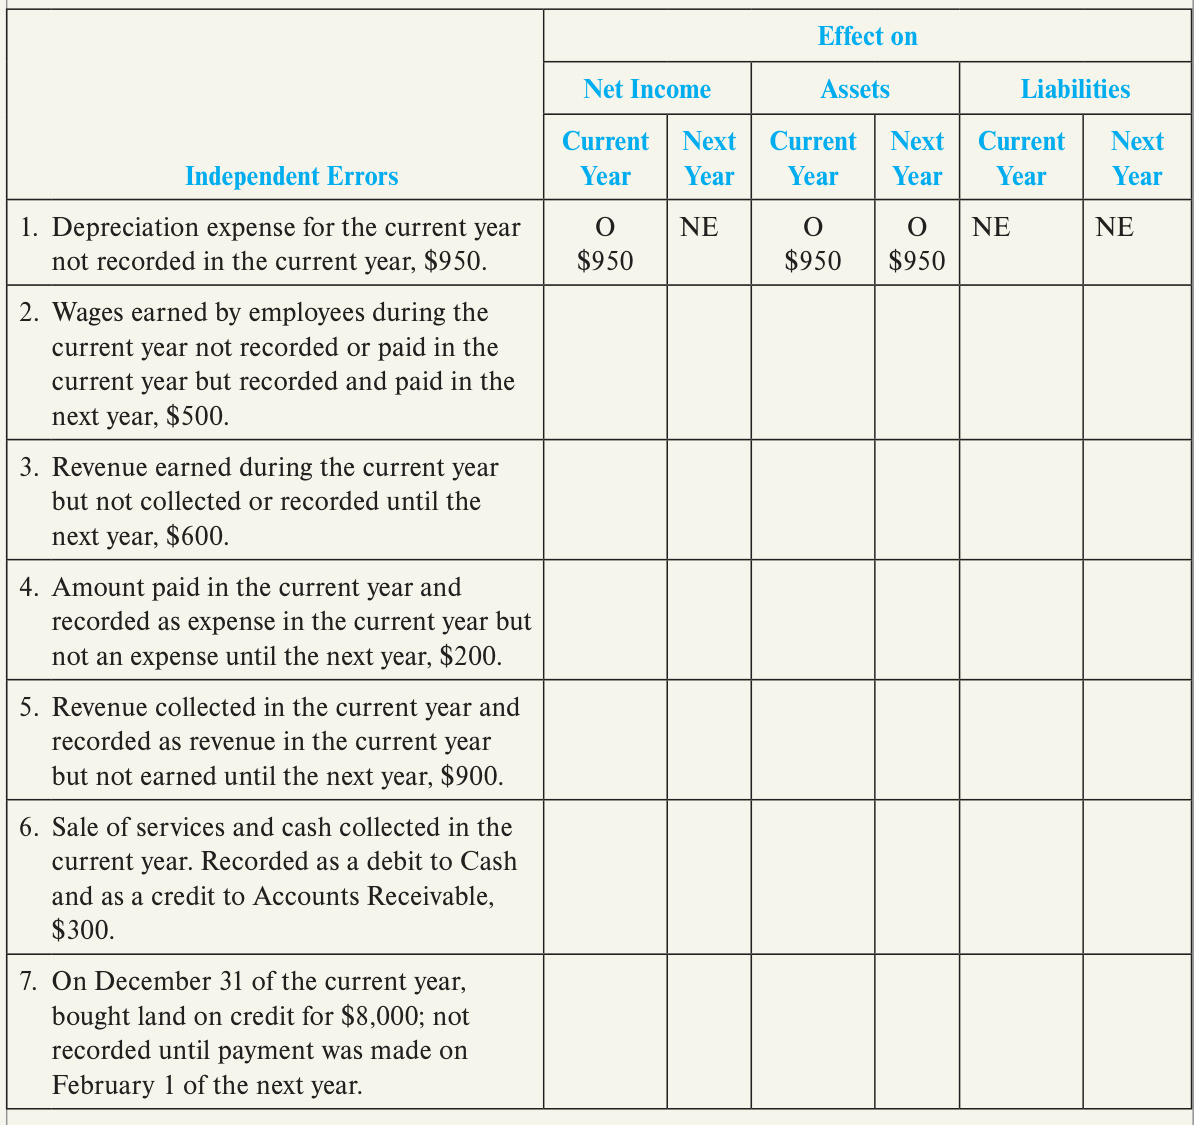 Effect on
Net Income Assets Liabilities
Current Next Current Next Current Next
Independent Errors Year Year Year Year Year Year
1. Depreciation expense for the current year O NE O O NE NE
not recorded in the current year, $950. $950 $950 $950
2. Wages earned by employees during the
current year not recorded or paid in the
current year but recorded and paid in the
next year, $500.
3. Revenue earned during the current year
but not collected or recorded until the
next year, $600.
4. Amount paid in the current year and
recorded as expense in the current year but
not an expense until the next year, $200.
5. Revenue collected in the current year and
recorded as revenue in the current year
but not earned until the next year, $900.
6. Sale of services and cash collected in the
current year. Recorded as a debit to Cash
and as a credit to Accounts Receivable,
$300.
7. On December 31 of the current year,
bought land on credit for $8,000; not
recorded until payment was made on
February 1 of the next year.